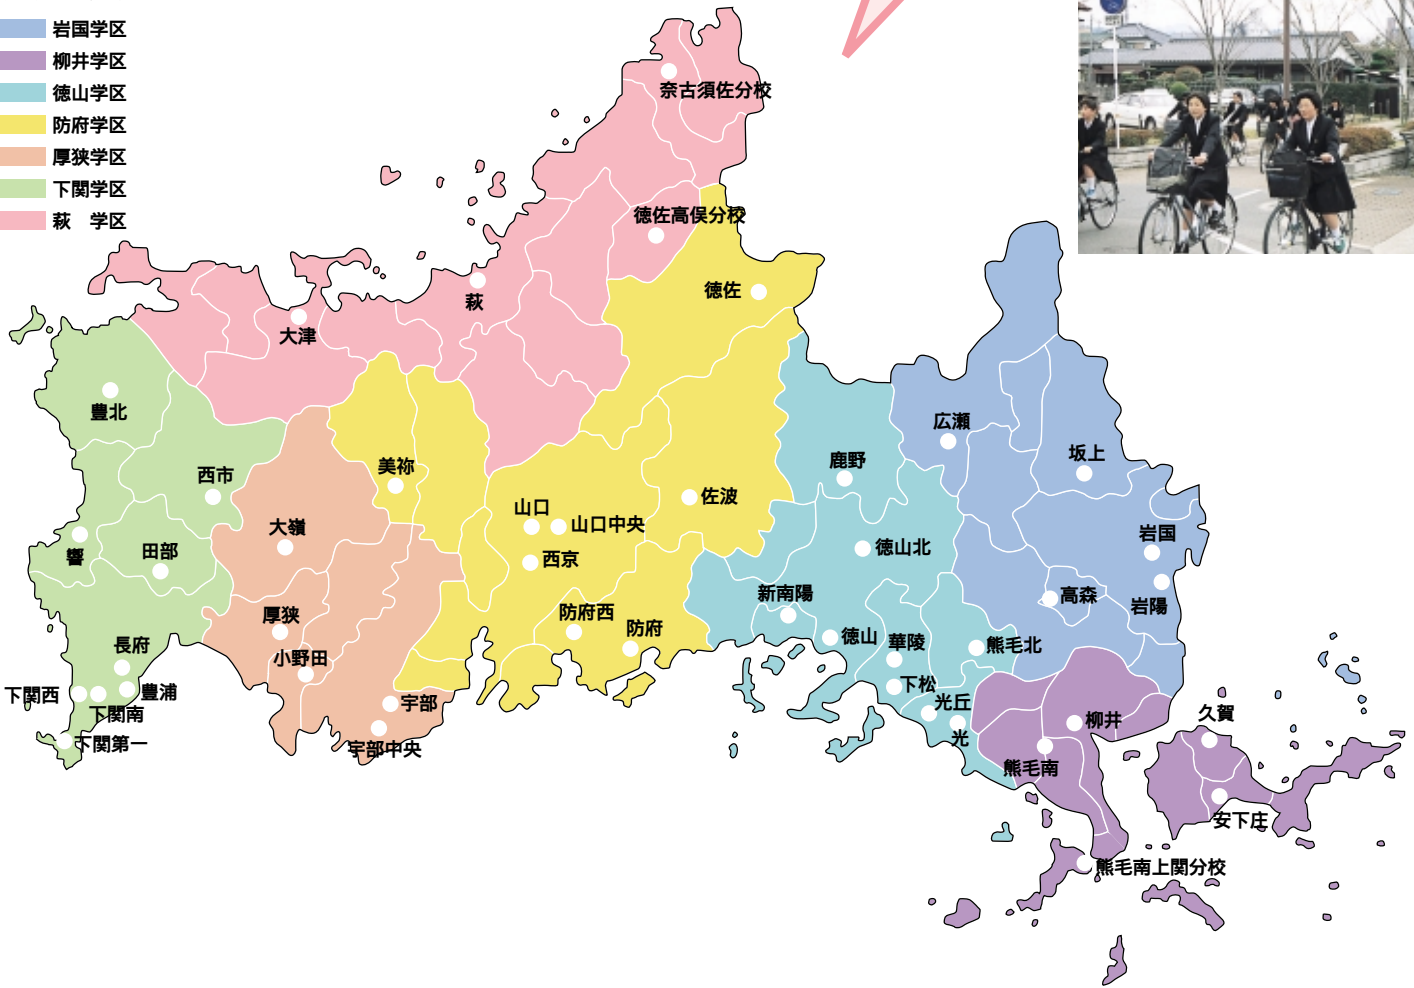 岩国学区
柳井学区
徳山学区
防府学区
厚狭学区
下関学区
萩　学区
奈古須佐分校
徳佐高俣分校
徳佐
萩
大津
豊北
西市
響
田部
長府
下関西
豊浦
下関南
下関第一
美祢
大嶺
厚狭
小野田
宇部
宇部中央
山口
山口中央
西京
佐波
防府西
防府
鹿野
徳山北
新南陽
徳山
華陵
下松
光丘
光
熊毛北
広瀬
坂上
岩国
岩陽
高森
柳井
熊毛南
久賀
安下庄
熊毛南上関分校